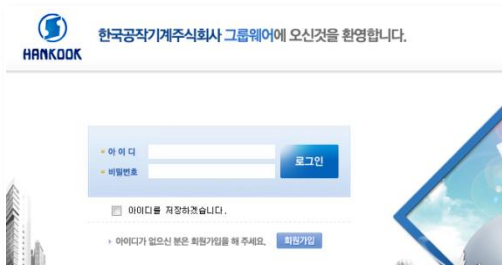 HANKOOK
한국공작기계주식회사 그룹웨어에 오신것을 환영합니다.
아 이 디
비밀번호
로그인
아이디를 저장하겠습니다.
아이디가 없으신 분은 회원가입을 해 주세요.
회원가입